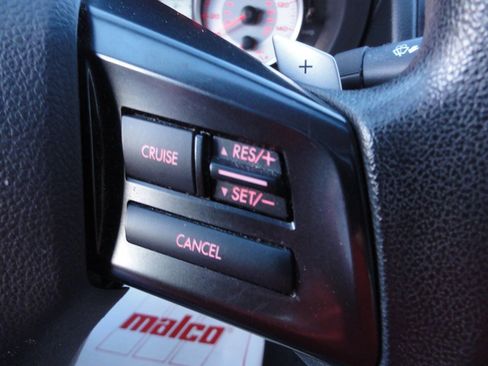 +
CRUISE
▲ RES/+
▼ SET/−
CANCEL
malco®